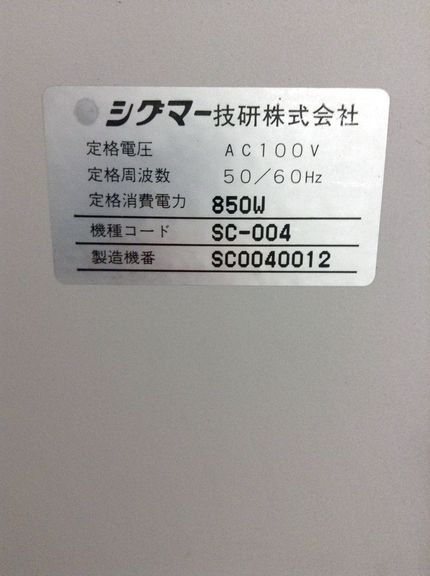 シグマー技研株式会社
定格電圧 AC100V
定格周波数 50/60Hz
定格消費電力 850W
機種コード SC-004
製造機番 SC0040012